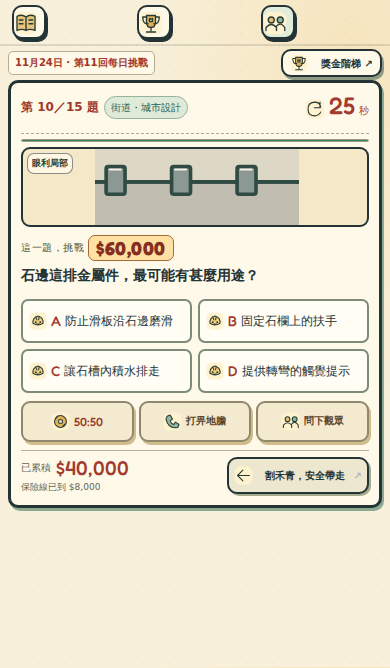 11月24日 · 第11回每日挑戰
獎金階梯 ↗
第 10／15 題
街道・城市設計
25 秒
眼利局部
這一題，挑戰 $60,000
石邊這排金屬件，最可能有甚麼用途？
A 防止滑板沿石邊磨滑
B 固定石欄上的扶手
C 讓石槽內積水排走
D 提供轉彎的觸覺提示
50:50
打畀地膽
問下觀眾
已累積 $40,000
保險線已到 $8,000
割禾青，安全帶走 ↗